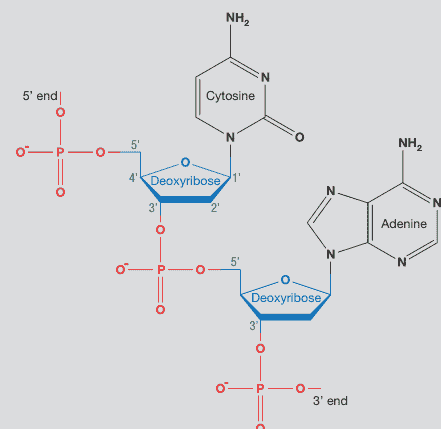 NH₂
N
Cytosine
5' end
O
N
O
O⁻
P
O
5'
O
4'
Deoxyribose
1'
O
3'
2'
NH₂
N
N
Adenine
N
N
O
O⁻
P
O
5'
O
O
Deoxyribose
3'
O
O⁻
P
O
3' end
O